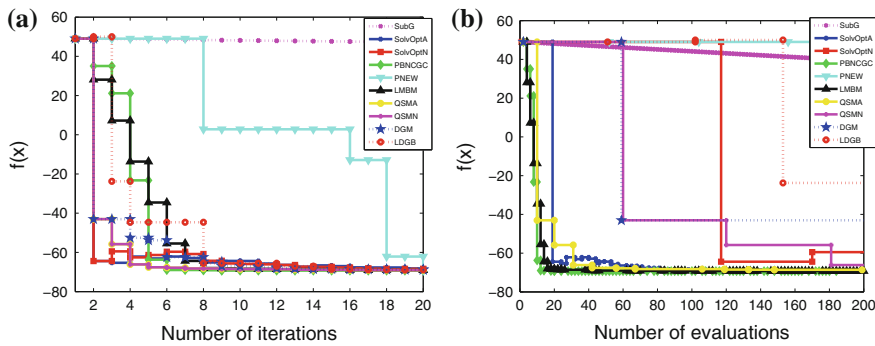 (a)
60
40
20
0
−20
−40
−60
−80
f(x)
2 4 6 8 10 12 14 16 18 20
Number of iterations
SubG
SolvOptA
SolvOptN
PBNCGC
PNEW
LMBM
QSMA
QSMN
DGM
LDGB
(b)
60
40
20
0
−20
−40
−60
−80
f(x)
0 20 40 60 80 100 120 140 160 180 200
Number of evaluations
SubG
SolvOptA
SolvOptN
PBNCGC
PNEW
LMBM
QSMA
QSMN
DGM
LDGB